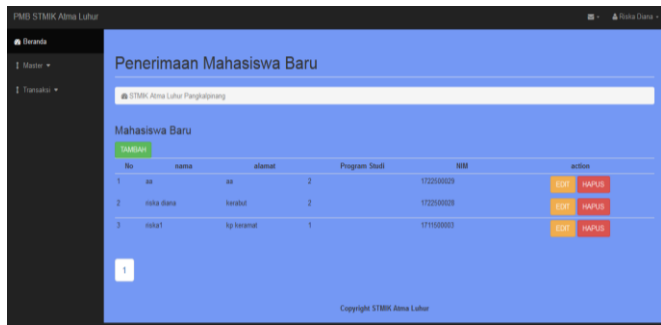 PMB STMIK Atma Luhur
Riska Diana
Beranda
Master
Transaksi
Penerimaan Mahasiswa Baru
STMIK Atma Luhur Pangkalpinang
Mahasiswa Baru
TAMBAH
No nama alamat Program Studi NIM action
1 aa aa 2 1722500029 EDIT HAPUS
2 riska diana kerabut 2 1722500028 EDIT HAPUS
3 riska1 kp keramat 1 1711500003 EDIT HAPUS
1
Copyright STMIK Atma Luhur